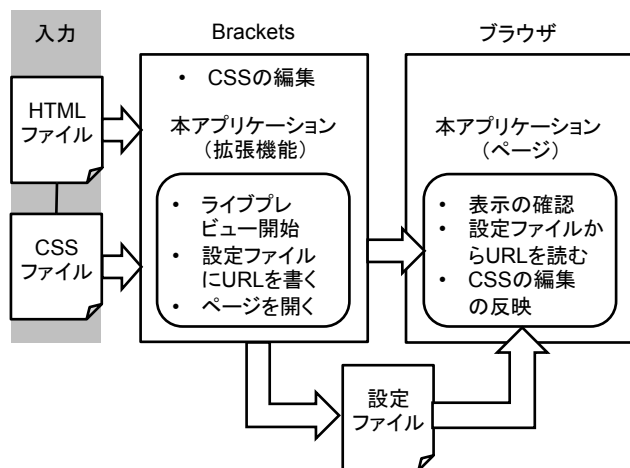 入力
HTML
ファイル
CSS
ファイル
Brackets
• CSSの編集
本アプリケーション
（拡張機能）
• ライブプレ
ビュー開始
• 設定ファイル
にURLを書く
• ページを開く
ブラウザ
本アプリケーション
（ページ）
• 表示の確認
• 設定ファイルか
らURLを読む
• CSSの編集
の反映
設定
ファイル